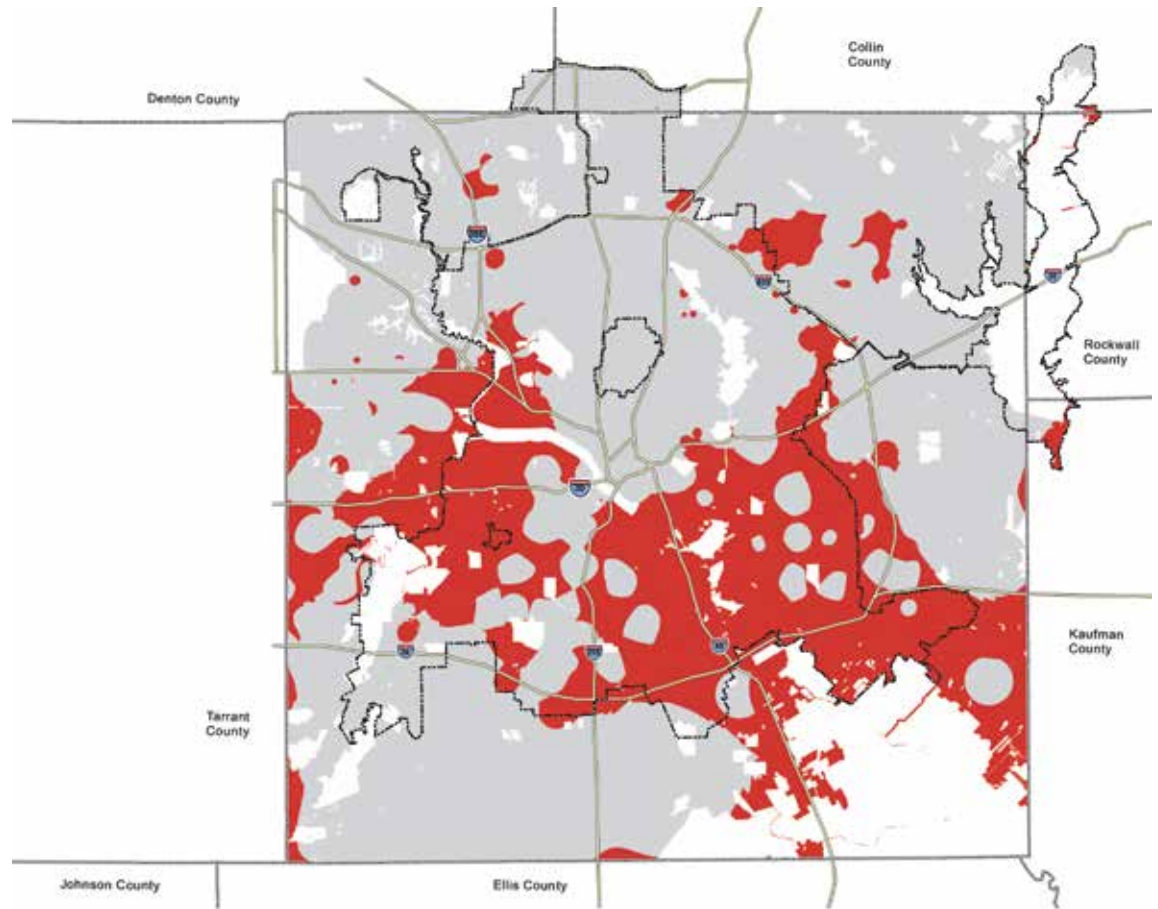 Collin
County
Denton County
Rockwall
County
Kaufman
County
Tarrant
County
Johnson County
Ellis County